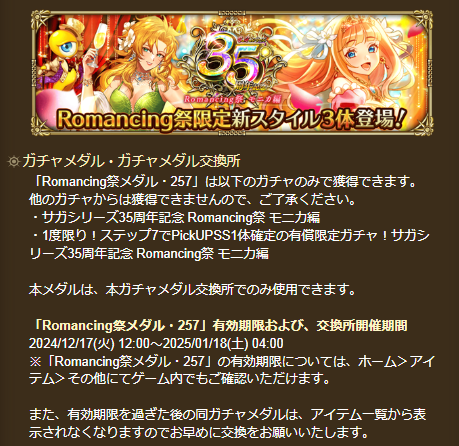 35
Romancing祭 モニカ編
Romancing祭限定新スタイル3体登場!
ガチャメダル・ガチャメダル交換所
「Romancing祭メダル・257」は以下のガチャのみで獲得できます。
他のガチャからは獲得できませんので、ご了承ください。
・サガシリーズ35周年記念 Romancing祭 モニカ編
・1度限り！ステップ7でPickUPSS1体確定の有償限定ガチャ！サガシ
リーズ35周年記念 Romancing祭 モニカ編
本メダルは、本ガチャメダル交換所でのみ使用できます。
「Romancing祭メダル・257」有効期限および、交換所開催期間
2024/12/17(火) 12:00～2025/01/18(土) 04:00
※「Romancing祭メダル・257」の有効期限については、ホーム＞アイ
テム＞その他にてゲーム内でもご確認いただけます。
また、有効期限を過ぎた後の同ガチャメダルは、アイテム一覧から表
示されなくなりますのでお早めに交換をお願いいたします。